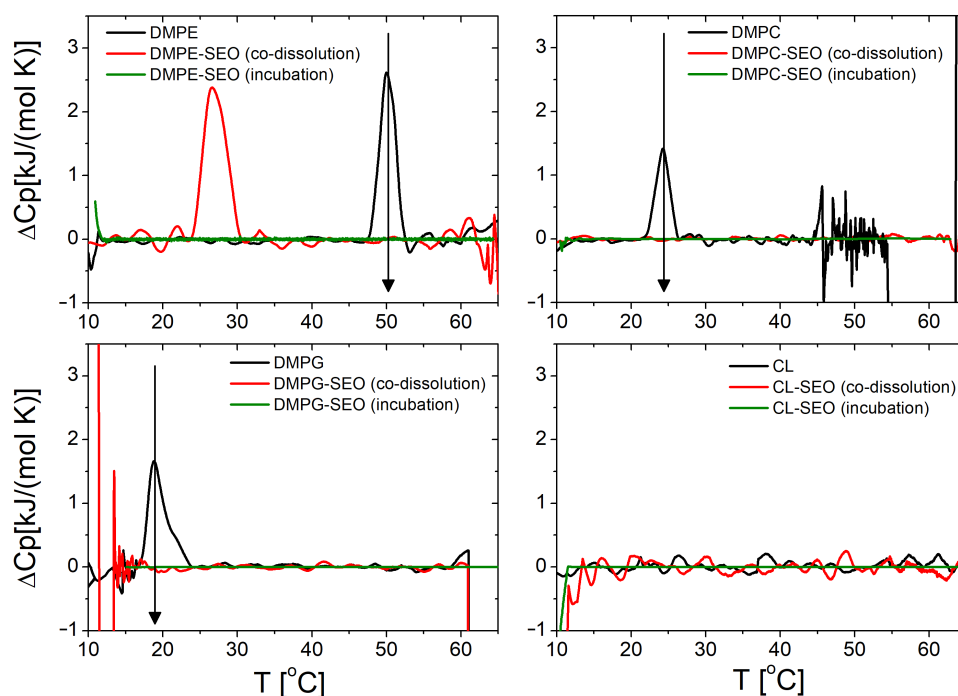 DMPE
DMPE-SEO (co-dissolution)
DMPE-SEO (incubation)
ΔCp[kJ/(mol K)]
3
2
1
0
−1
10 20 30 40 50 60
DMPC
DMPC-SEO (co-dissolution)
DMPC-SEO (incubation)
3
2
1
0
−1
10 20 30 40 50 60
DMPG
DMPG-SEO (co-dissolution)
DMPG-SEO (incubation)
ΔCp[kJ/(mol K)]
3
2
1
0
−1
10 20 30 40 50 60
T [°C]
CL
CL-SEO (co-dissolution)
CL-SEO (incubation)
3
2
1
0
−1
10 20 30 40 50 60
T [°C]